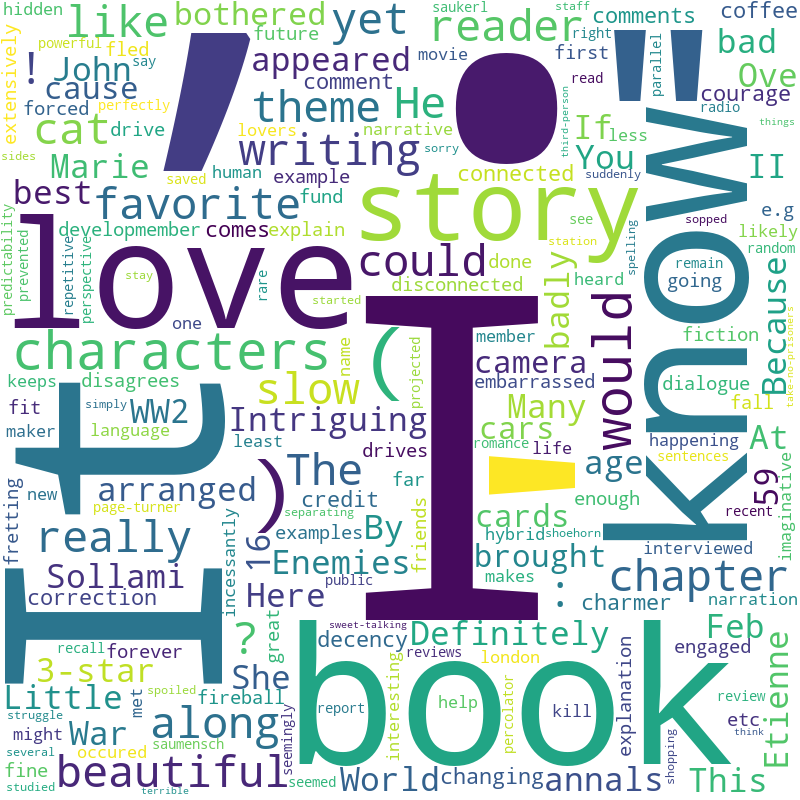 hidden
like
bothered
yet
saukerl
staff
comments
coffee
powerful
fled
future
reader
right
first
bad
extensively
!
John
say
appeared
movie
'
o
"
parallel
cause
comment
read
Ove
forced
perfectly
theme
He
courage
cat
drive
lovers
narrative
If
less
radio
writing
third-person
things
sides
Marie
saved
human
example
sorry
connected
You
suddenly
II
best
favorite
fund
story
know
e.g
predictability
prevented
love
developmember
comes
explain
see
sopped
likely
repetitive
perspective
could
done
station
heard
spelling
random
stay
rare
disconnected
remain
going
Because
one
started
I
badly
would
characters
(
member
fiction
take-no-prisoners
name
projected
camera
keeps
disagrees
slow
embarrassed
dialogue
fit
simply
WW2
Intriguing
Many
fall
maker
language
t
cars
At
least
drives
romance
life
happening
new
The
far
'
age
sentences
59
recent
imaginative
fretting
page-turner
arranged
)
credit
friends
enough
really
16
separating
examples
By
cards
hybrid
shoehorn
incessantly
Enemies
brought
interviewed
Sollami
public
makes
chapter
I
correction
Here
:
charmer
narration
great
sweet-talking
Definitely
Feb
recall
forever
?
decency
reviews
engaged
Etienne
3-star
She
book
interesting
london
explanation
review
Little
spoiled
fireball
percolator
etc
think
short
struggle
met
along
seemingly
report
help
kill
might
War
several
occured
saumensch
shopping
fine
beautiful
seemed
World
changing
annals
This
studied
terrible